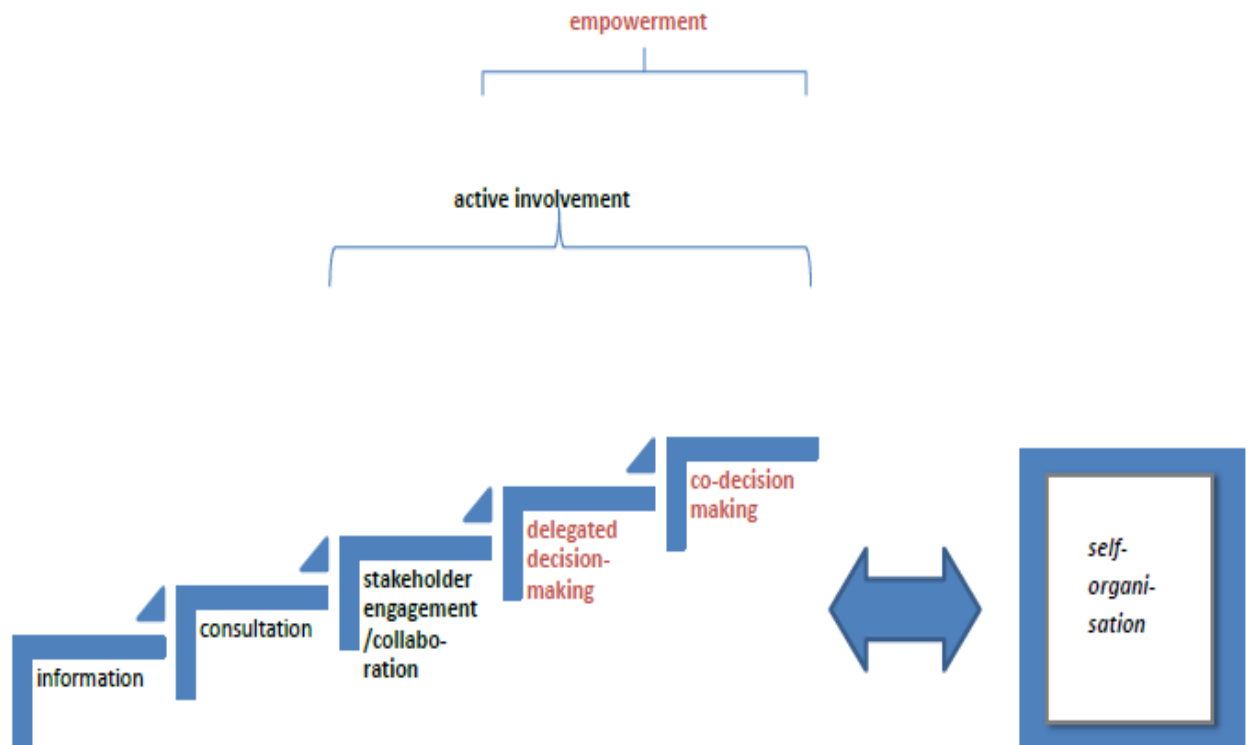 empowerment
active involvement
co-decision
making
delegated
decision-
making
stakeholder
engagement
/collabo-
ration
consultation
information
self-
organi-
sation